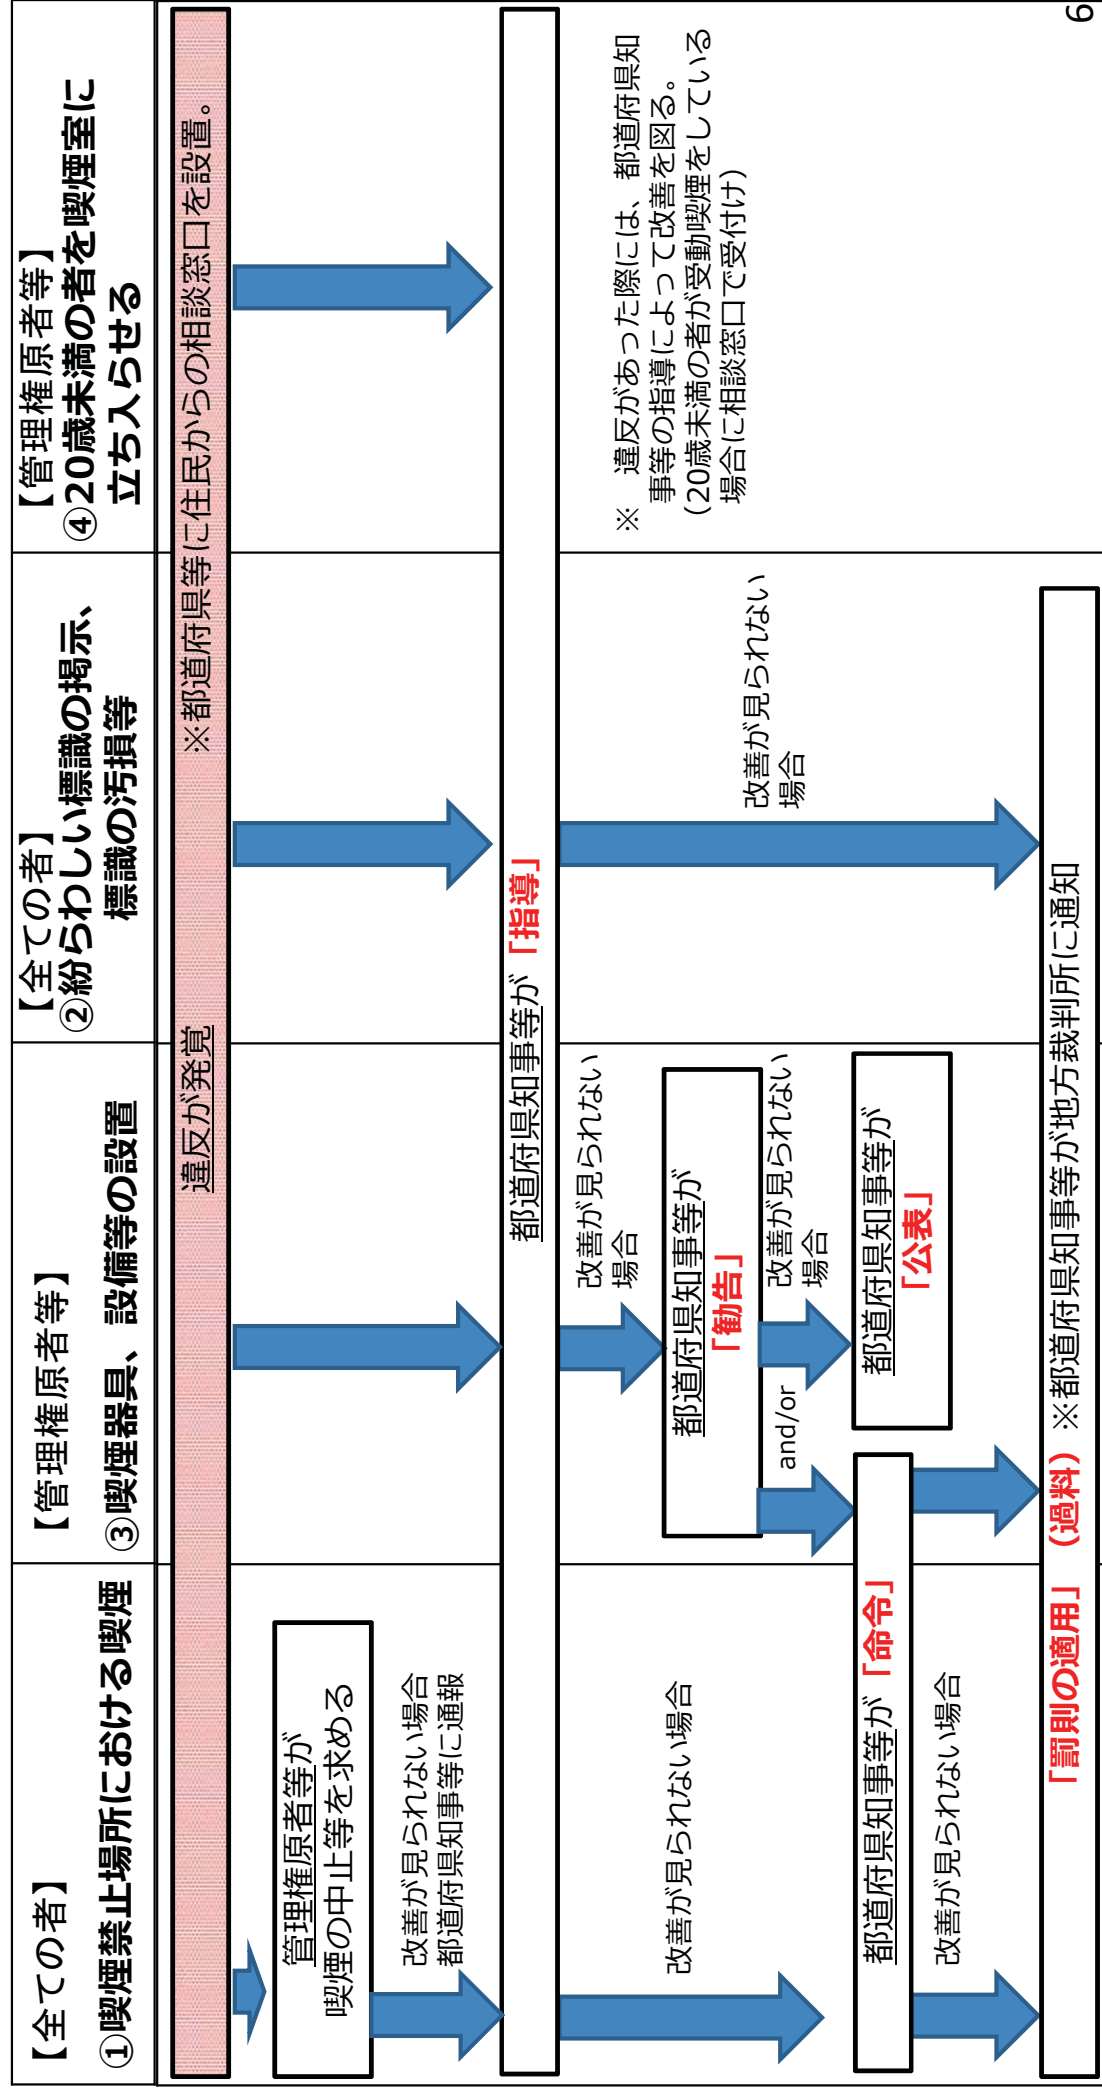 【全ての者】
①喫煙禁止場所における喫煙
【管理権原者等】
③喫煙器具、設備等の設置
【全ての者】
②紛らわしい標識の掲示、
標識の汚損等
【管理権原者等】
④20歳未満の者を喫煙室に
立ち入らせる
違反が発覚
※都道府県等に住民からの相談窓口を設置。
管理権原者等が
喫煙の中止等を求める
改善が見られない場合
都道府県知事等に通報
都道府県知事等が「指導」
改善が見られない場合
改善が見られない
場合
都道府県知事等が
「勧告」
and/or
改善が見られない
場合
都道府県知事等が
「公表」
都道府県知事等が「命令」
改善が見られない場合
改善が見られない
場合
※ 違反があった際には、都道府県知
事等の指導によって改善を図る。
(20歳未満の者が受動喫煙をしている
場合に相談窓口で受付け)
「罰則の適用」(過料)※都道府県知事等が地方裁判所に通知
6